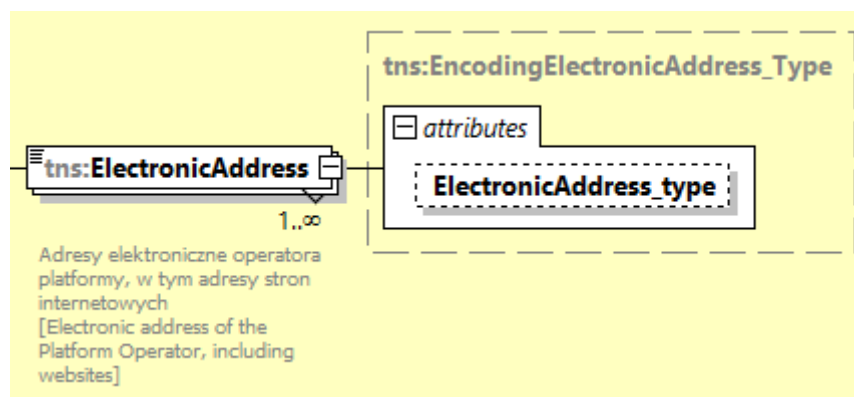 tns:EncodingElectronicAddress_Type
attributes
tns:ElectronicAddress
ElectronicAddress_type
1..∞
Adresy elektroniczne operatora
platformy, w tym adresy stron
internetowych
[Electronic address of the
Platform Operator, including
websites]